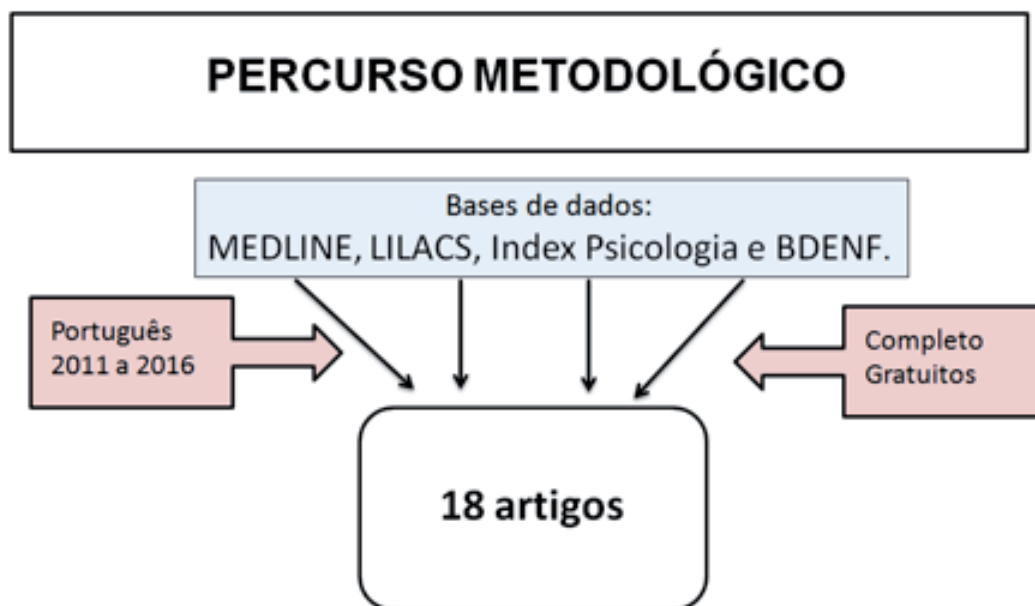 PERCURSO METODOLÓGICO
Bases de dados:
MEDLINE, LILACS, Index Psicologia e BDENF.
Português
2011 a 2016
Completo
Gratuitos
18 artigos